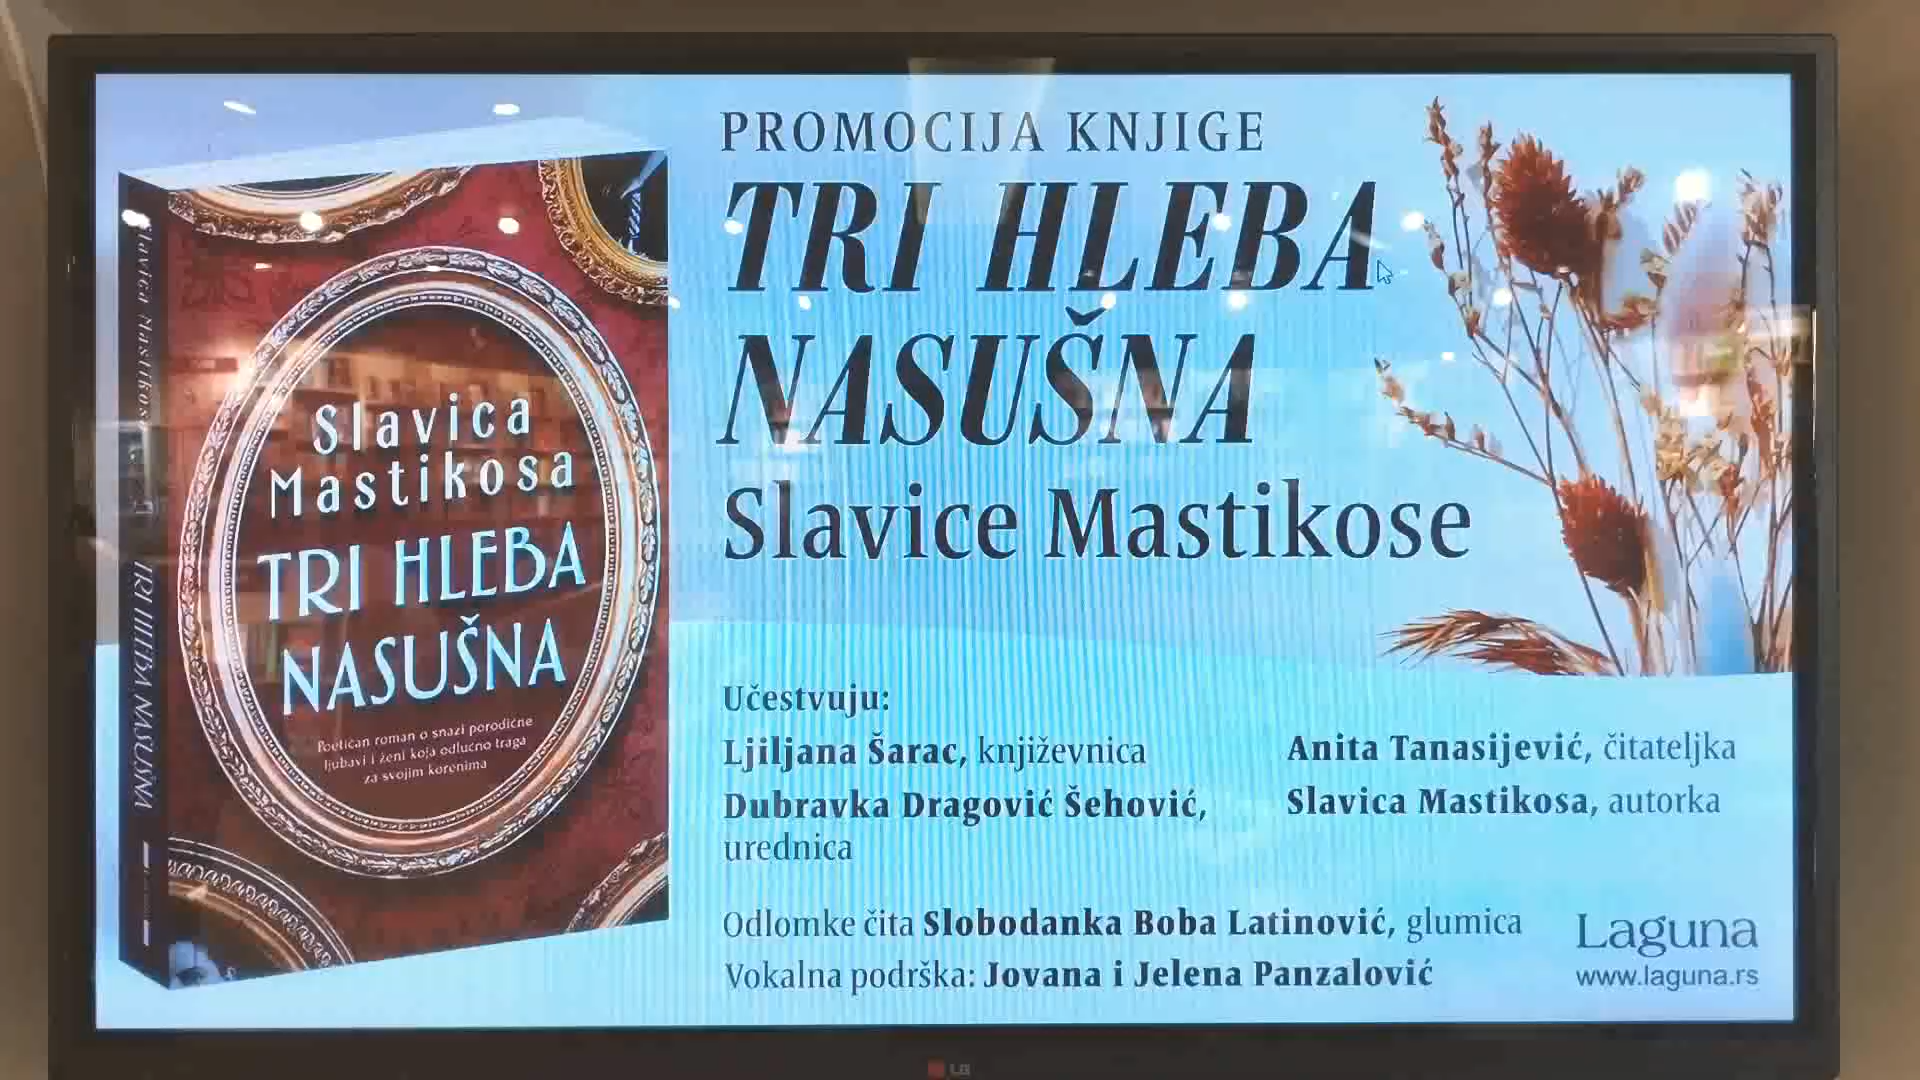 PROMOCIJA KNJIGE
TRI HLEBA
NASUŠNA
Slavice Mastikose
Slavica Mastikosa
TRI HLEBA NASUŠNA
Slavica
Mastikosa
TRI HLEBA
NASUŠNA
Poetičan roman o snazi porodične
ljubavi i ženi koja odlučno traga
za svojim korenima
Učestvuju:
Ljiljana Šarac, književnica
Dubravka Dragović Šehović,
urednica
Anita Tanasijević, čitateljka
Slavica Mastikosa, autorka
Odlomke čita Slobodanka Boba Latinović, glumica
Vokalna podrška: Jovana i Jelena Panzalović
Laguna
www.laguna.rs
LG